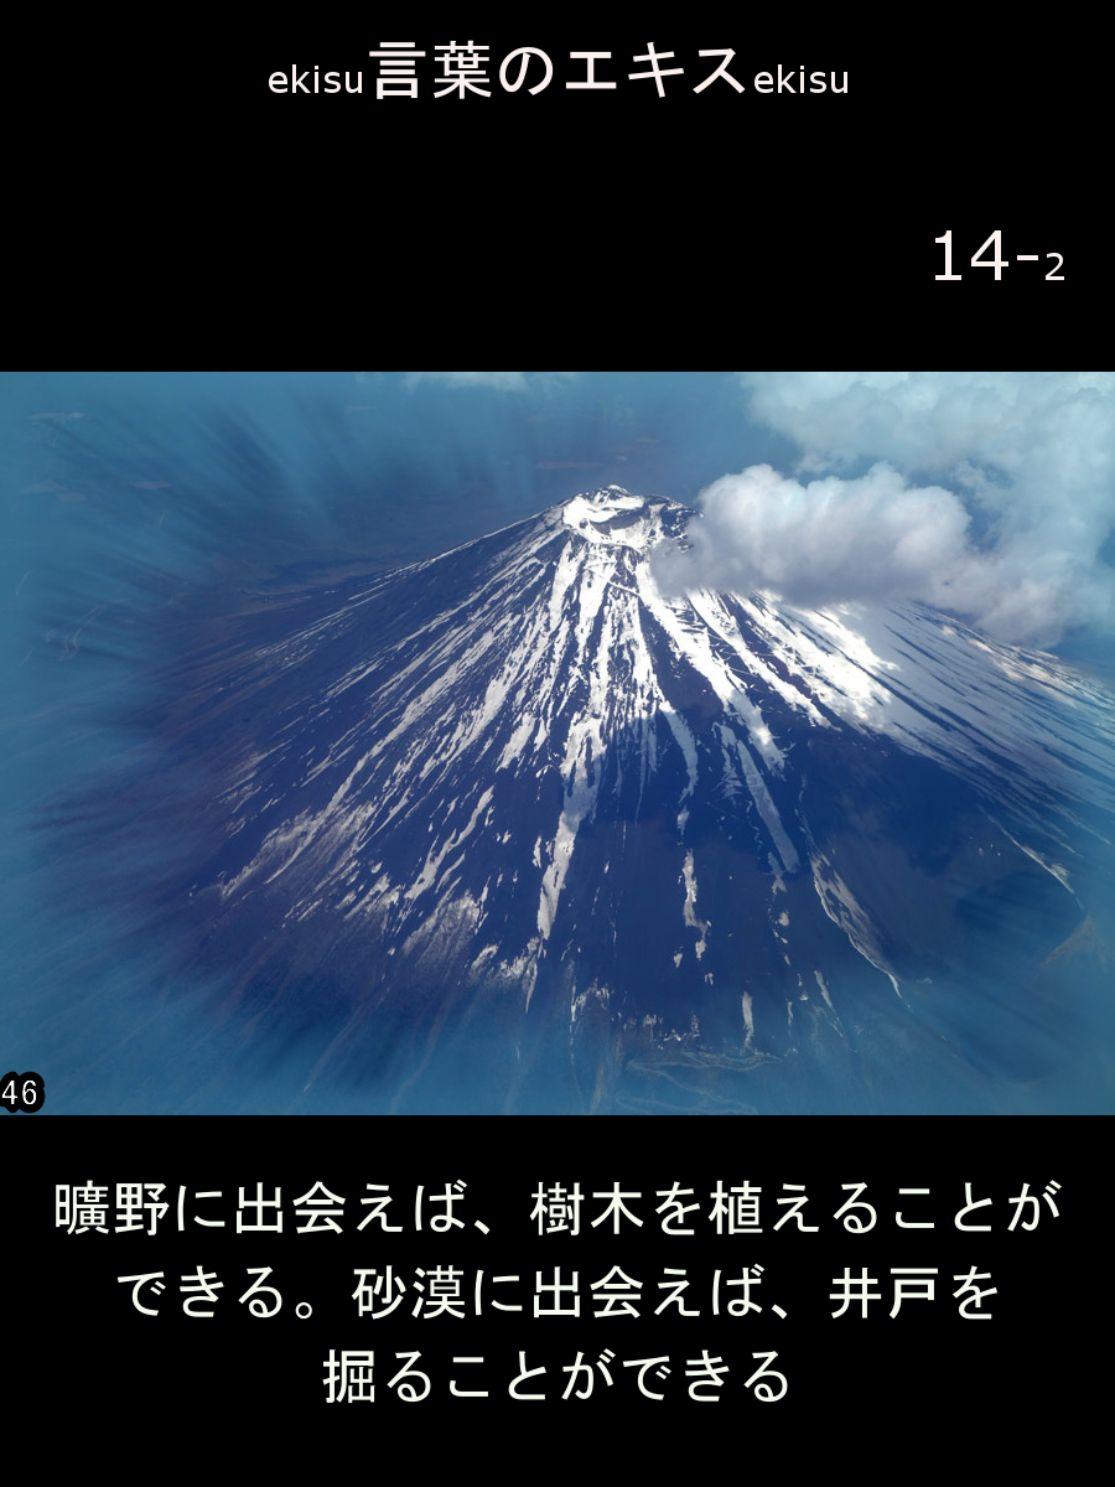 ekisu言葉のエキスekisu
14-2
46
曠野に出会えば、樹木を植えることが
できる。砂漠に出会えば、井戸を
掘ることができる